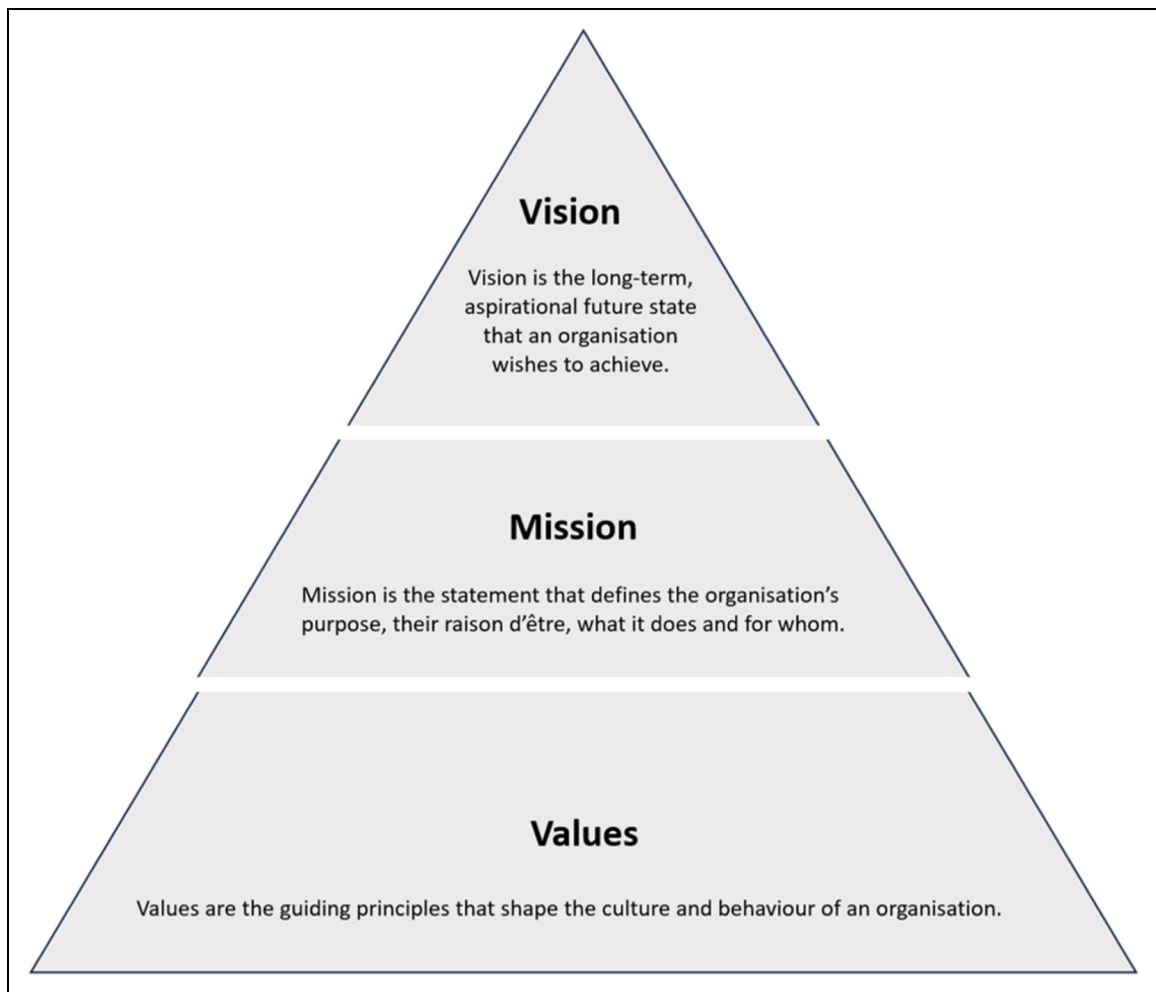 Vision
Vision is the long-term,
aspirational future state
that an organisation
wishes to achieve.
Mission
Mission is the statement that defines the organisation’s
purpose, their raison d’être, what it does and for whom.
Values
Values are the guiding principles that shape the culture and behaviour of an organisation.